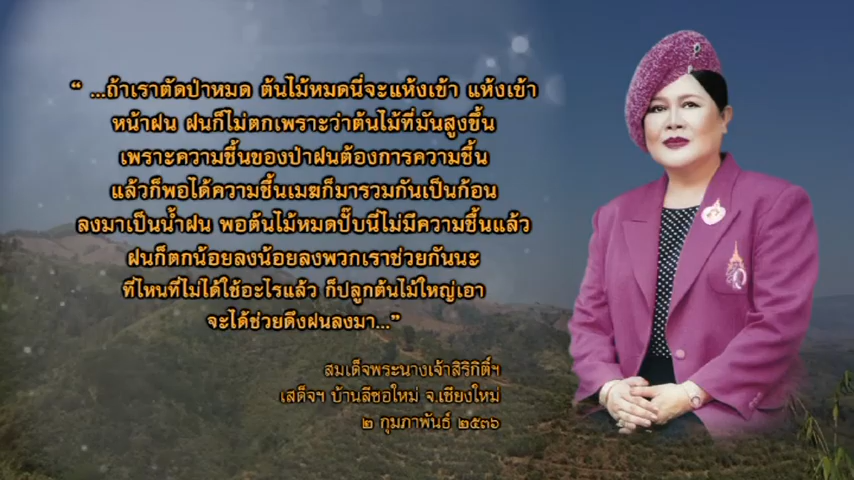 “ ...ถ้าเราตัดป่าหมด ต้นไม้หมดนี่จะแห้งเข้า แห้งเข้า
หน้าฝน ฝนก็ไม่ตกเพราะว่าต้นไม้ที่มันสูงขึ้น
เพราะความชื้นของป่าฝนต้องการความชื้น
แล้วก็พอได้ความชื้นเมฆก็มารวมกันเป็นก้อน
ลงมาเป็นน้ำฝน พอต้นไม้หมดปั๊บนี่ไม่มีความชื้นแล้ว
ฝนก็ตกน้อยลงน้อยลงพวกเราช่วยกันนะ
ที่ไหนที่ไม่ได้ใช้อะไรแล้ว ก็ปลูกต้นไม้ใหญ่เอา
จะได้ช่วยดึงฝนลงมา...”
สมเด็จพระนางเจ้าสิริกิติ์ฯ
เสด็จฯ บ้านลีซอใหม่ จ.เชียงใหม่
๒ กุมภาพันธ์ ๒๕๓๖